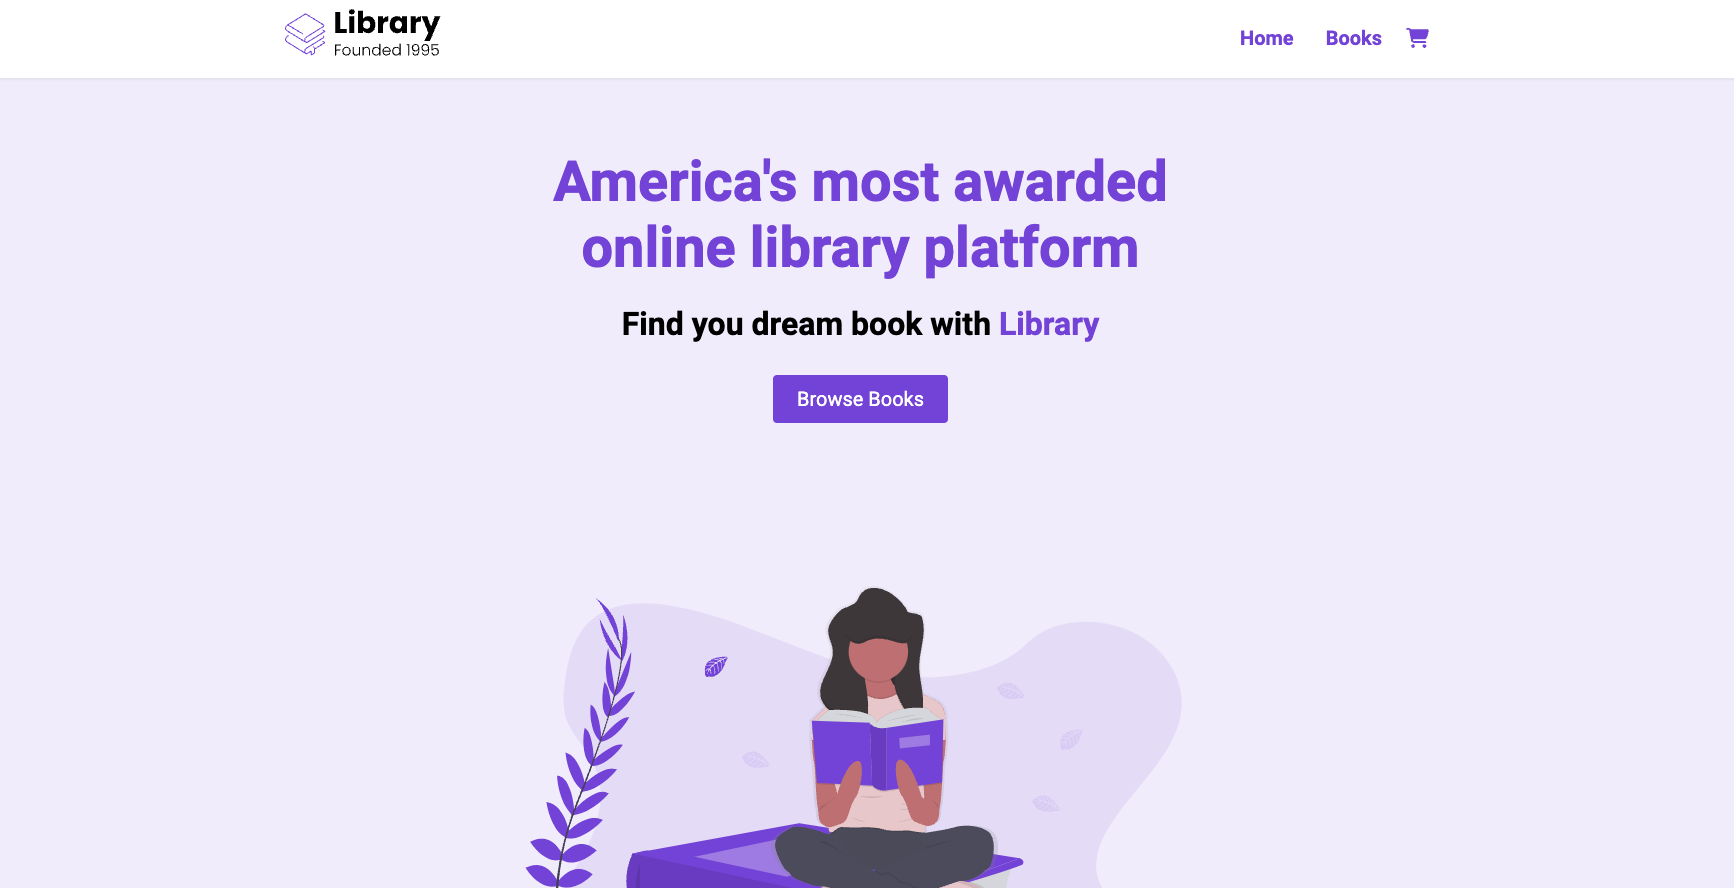 Library
Founded 1995
Home
Books
America's most awarded
online library platform
Find you dream book with Library
Browse Books